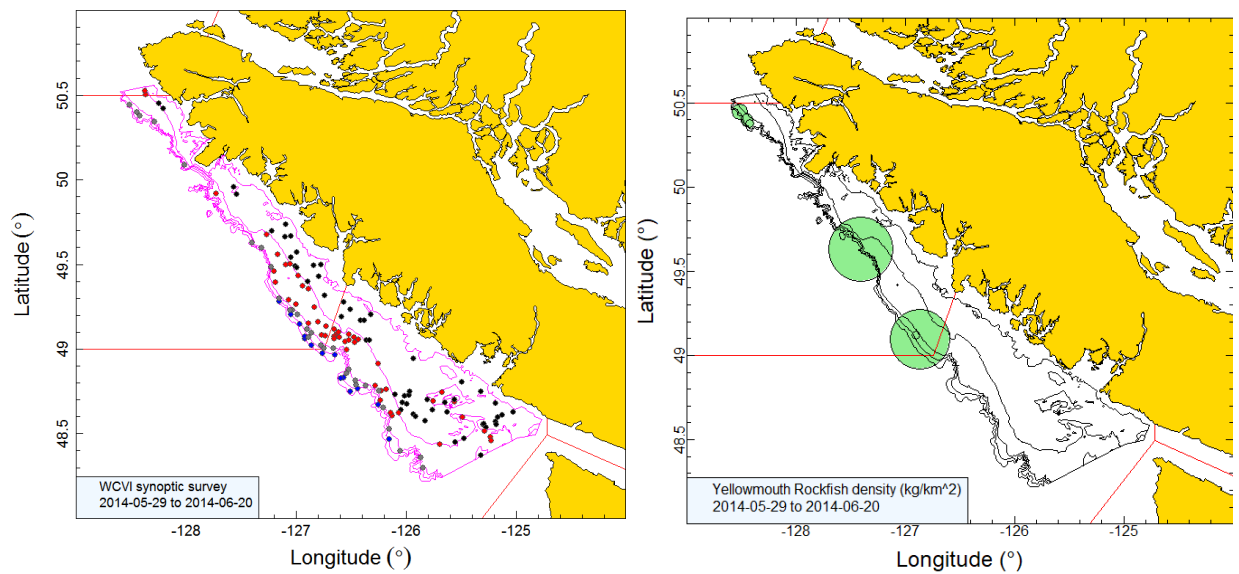 50.5
50
49.5
49
48.5
Latitude (°)
WCVI synoptic survey
2014-05-29 to 2014-06-20
-128
-127
-126
-125
Longitude (°)
50.5
50
49.5
49
48.5
Latitude (°)
Yellowmouth Rockfish density (kg/km^2)
2014-05-29 to 2014-06-20
-128
-127
-126
-125
Longitude (°)